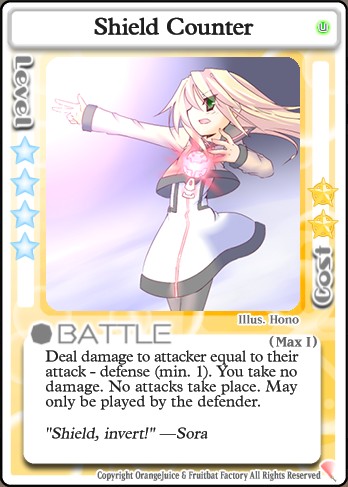 Shield Counter
U
Level
Cost
Illus. Hono
BATTLE
(Max 1)
Deal damage to attacker equal to their
attack - defense (min. 1). You take no
damage. No attacks take place. May
only be played by the defender.
"Shield, invert!" —Sora
Copyright OrangeJuice & Fruitbat Factory All Rights Reserved